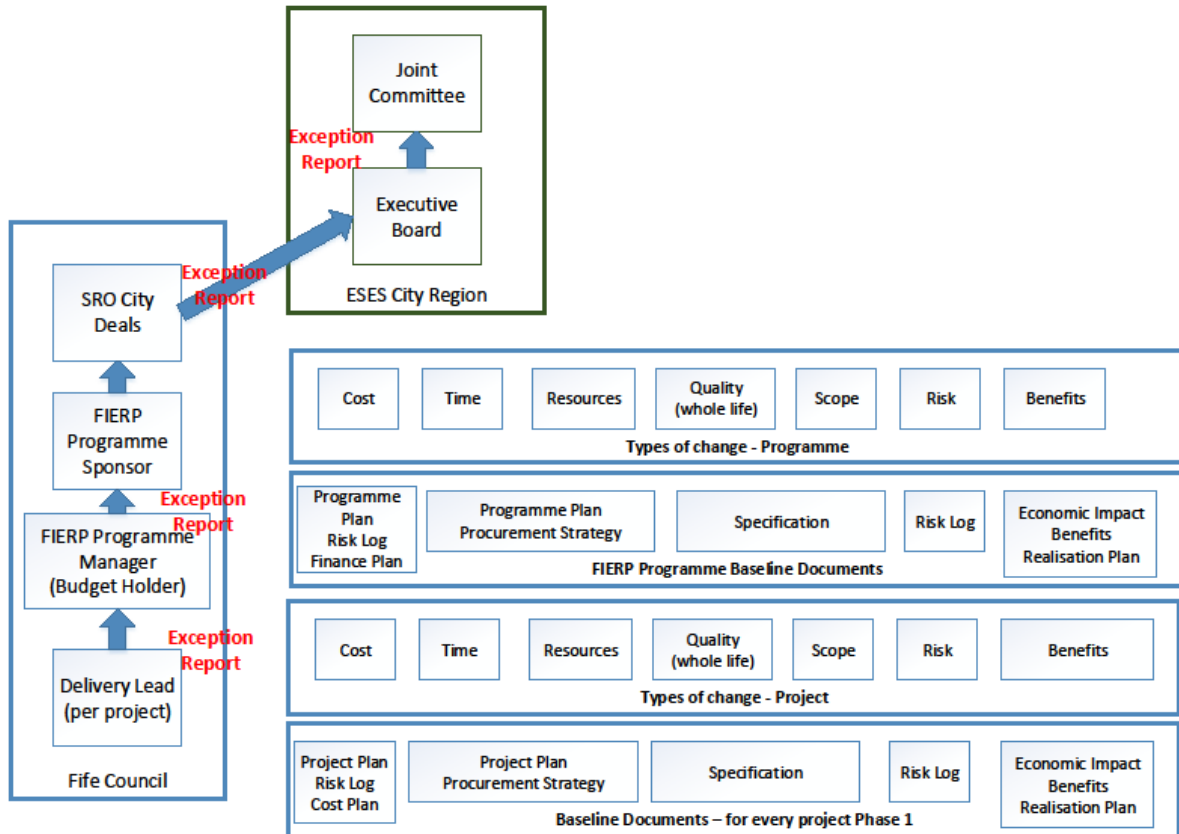 Joint
Committee
Exception
Report
Executive
Board
ESES City Region
SRO City
Deals
Exception
Report
FIERP
Programme
Sponsor
Exception
Report
FIERP Programme
Manager
(Budget Holder)
Exception
Report
Delivery Lead
(per project)
Fife Council
Cost
Time
Resources
Quality
(whole life)
Scope
Risk
Benefits
Types of change - Programme
Programme
Plan
Risk Log
Finance Plan
Programme Plan
Procurement Strategy
Specification
Risk Log
Economic Impact
Benefits
Realisation Plan
FIERP Programme Baseline Documents
Cost
Time
Resources
Quality
(whole life)
Scope
Risk
Benefits
Types of change - Project
Project Plan
Risk Log
Cost Plan
Project Plan
Procurement Strategy
Specification
Risk Log
Economic Impact
Benefits
Realisation Plan
Baseline Documents – for every project Phase 1